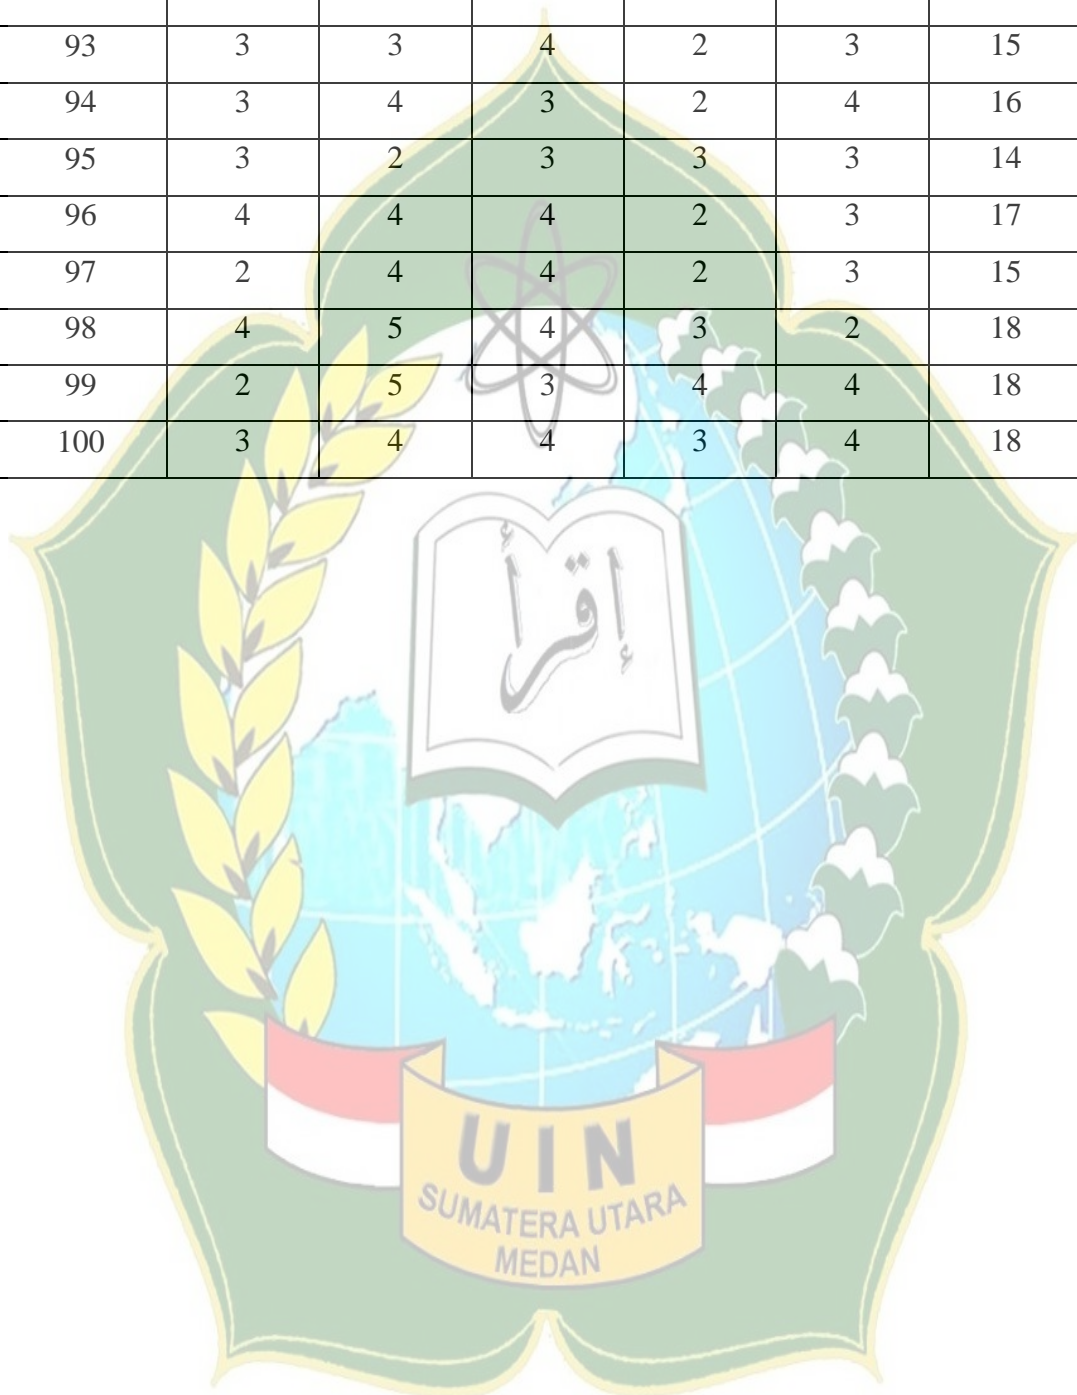 93 3 3 4 2 3 15
94 3 4 3 2 4 16
95 3 2 3 3 3 14
96 4 4 4 2 3 17
97 2 4 4 2 3 15
98 4 5 4 3 2 18
99 2 5 3 4 4 18
100 3 4 4 3 4 18
إقرأ
UIN
SUMATERA UTARA
MEDAN